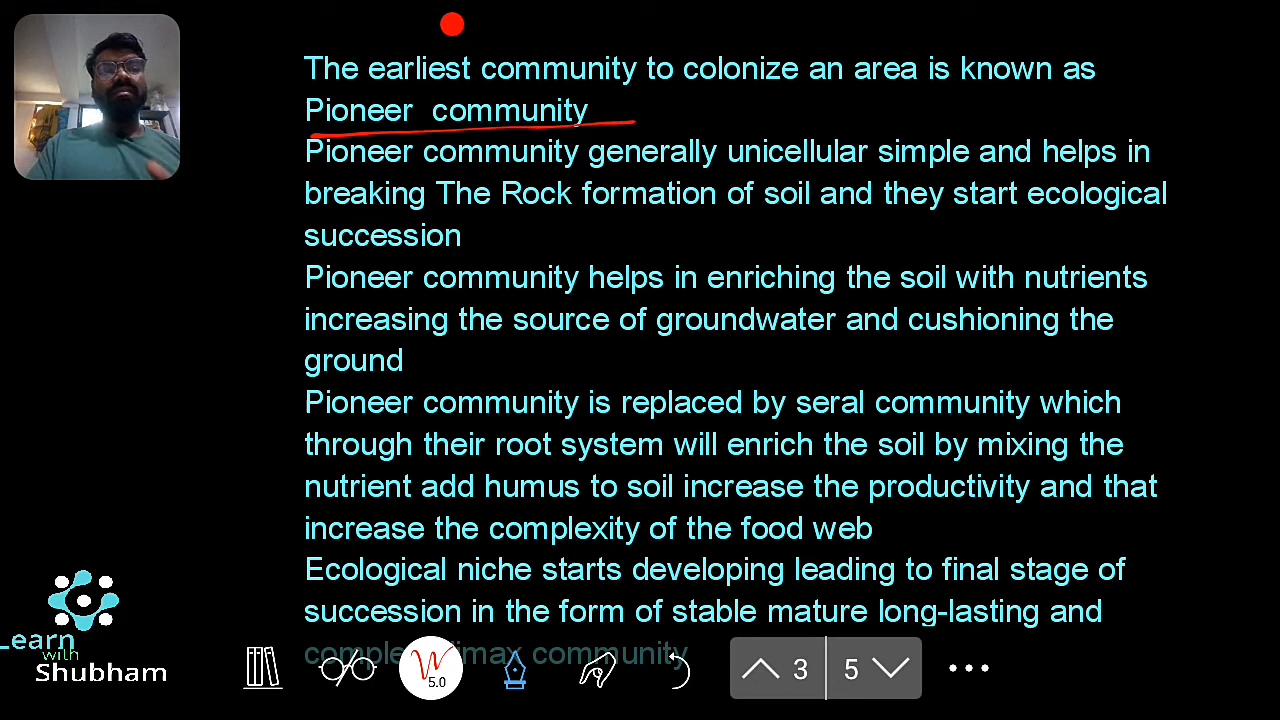 The earliest community to colonize an area is known as
Pioneer community
Pioneer community generally unicellular simple and helps in
breaking The Rock formation of soil and they start ecological
succession
Pioneer community helps in enriching the soil with nutrients
increasing the source of groundwater and cushioning the
ground
Pioneer community is replaced by seral community which
through their root system will enrich the soil by mixing the
nutrient add humus to soil increase the productivity and that
increase the complexity of the food web
Ecological niche starts developing leading to final stage of
succession in the form of stable mature long-lasting and
community
Learn
with
Shubham
5.0
3
5